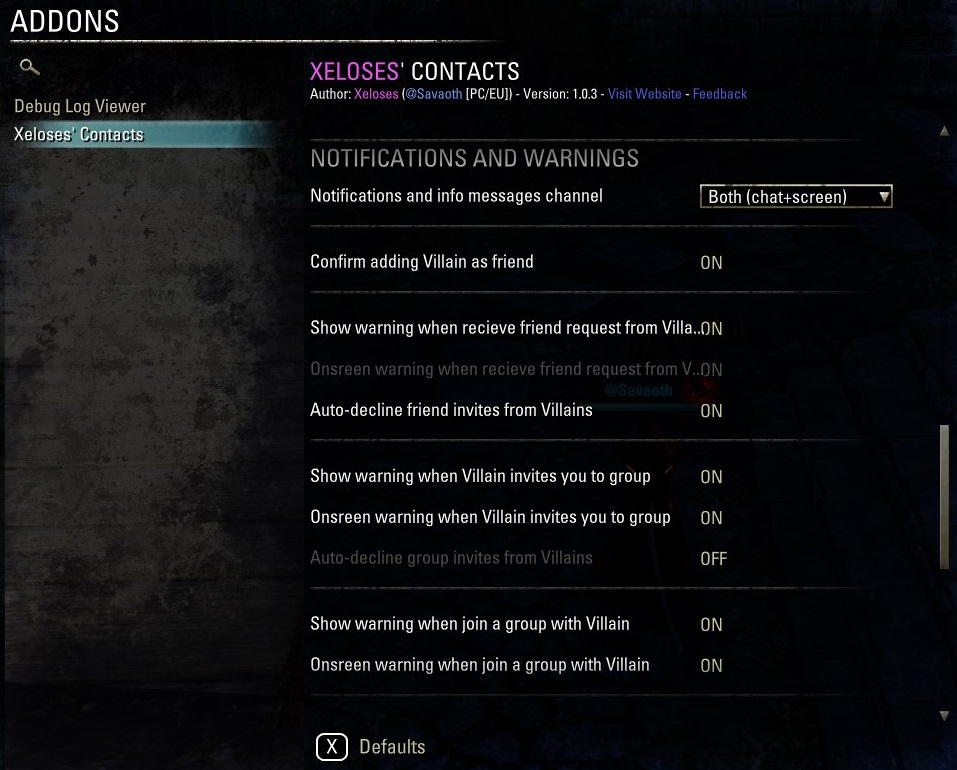 ADDONS
Debug Log Viewer
Xeloses' Contacts
XELOSES' CONTACTS
Author: Xeloses (@Savaoth [PC/EU]) - Version: 1.0.3 - Visit Website - Feedback
NOTIFICATIONS AND WARNINGS
Notifications and info messages channel Both (chat+screen)
Confirm adding Villain as friend ON
Show warning when recieve friend request from Villa... ON
Onsreen warning when recieve friend request from V... ON
@Savaoth
Auto-decline friend invites from Villains ON
Show warning when Villain invites you to group ON
Onsreen warning when Villain invites you to group ON
Auto-decline group invites from Villains OFF
Show warning when join a group with Villain ON
Onsreen warning when join a group with Villain ON
X Defaults